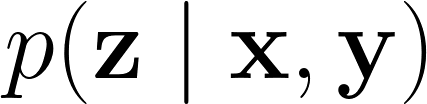 p(𝐳 | 𝐱, 𝐲)